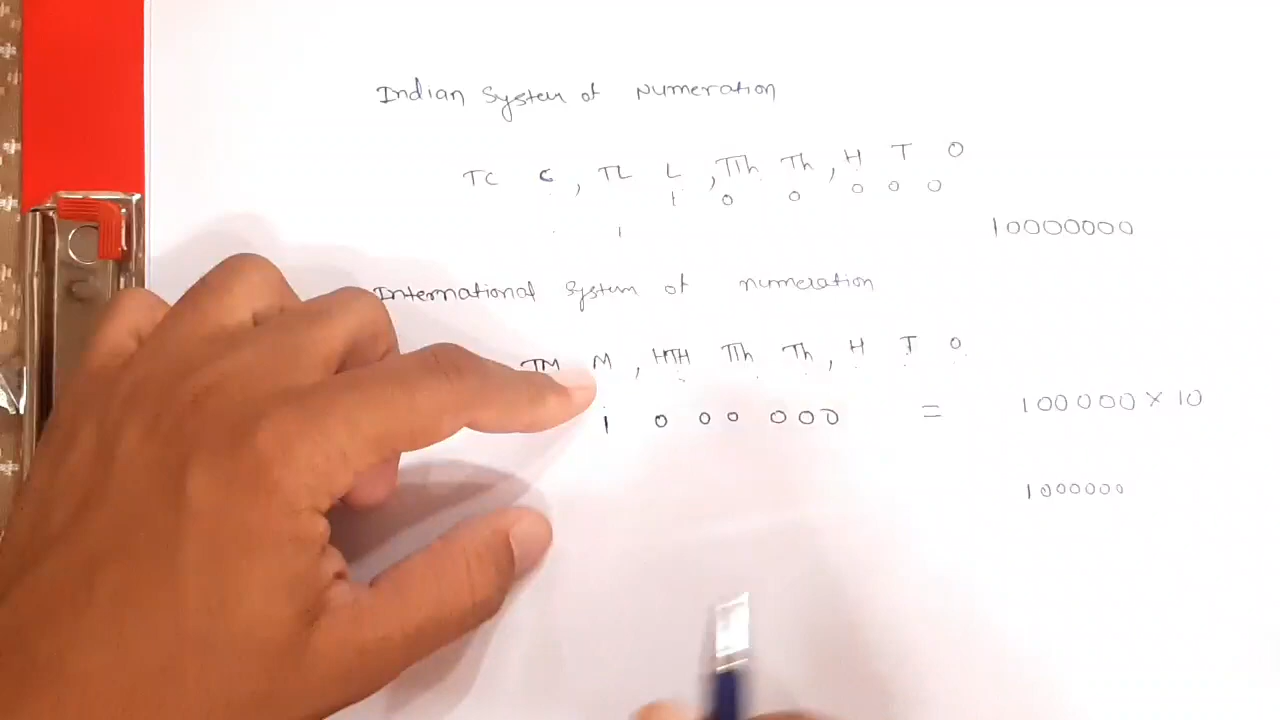 Indian System of Numeration
TC C , TL L , TTh Th , H T O
1 0 0 0 0 0
1 10000000
International System of numeration
TM M , HTH TTh Th , H T O
1 0 0 0 0 0 0 = 100000 × 10
1000000